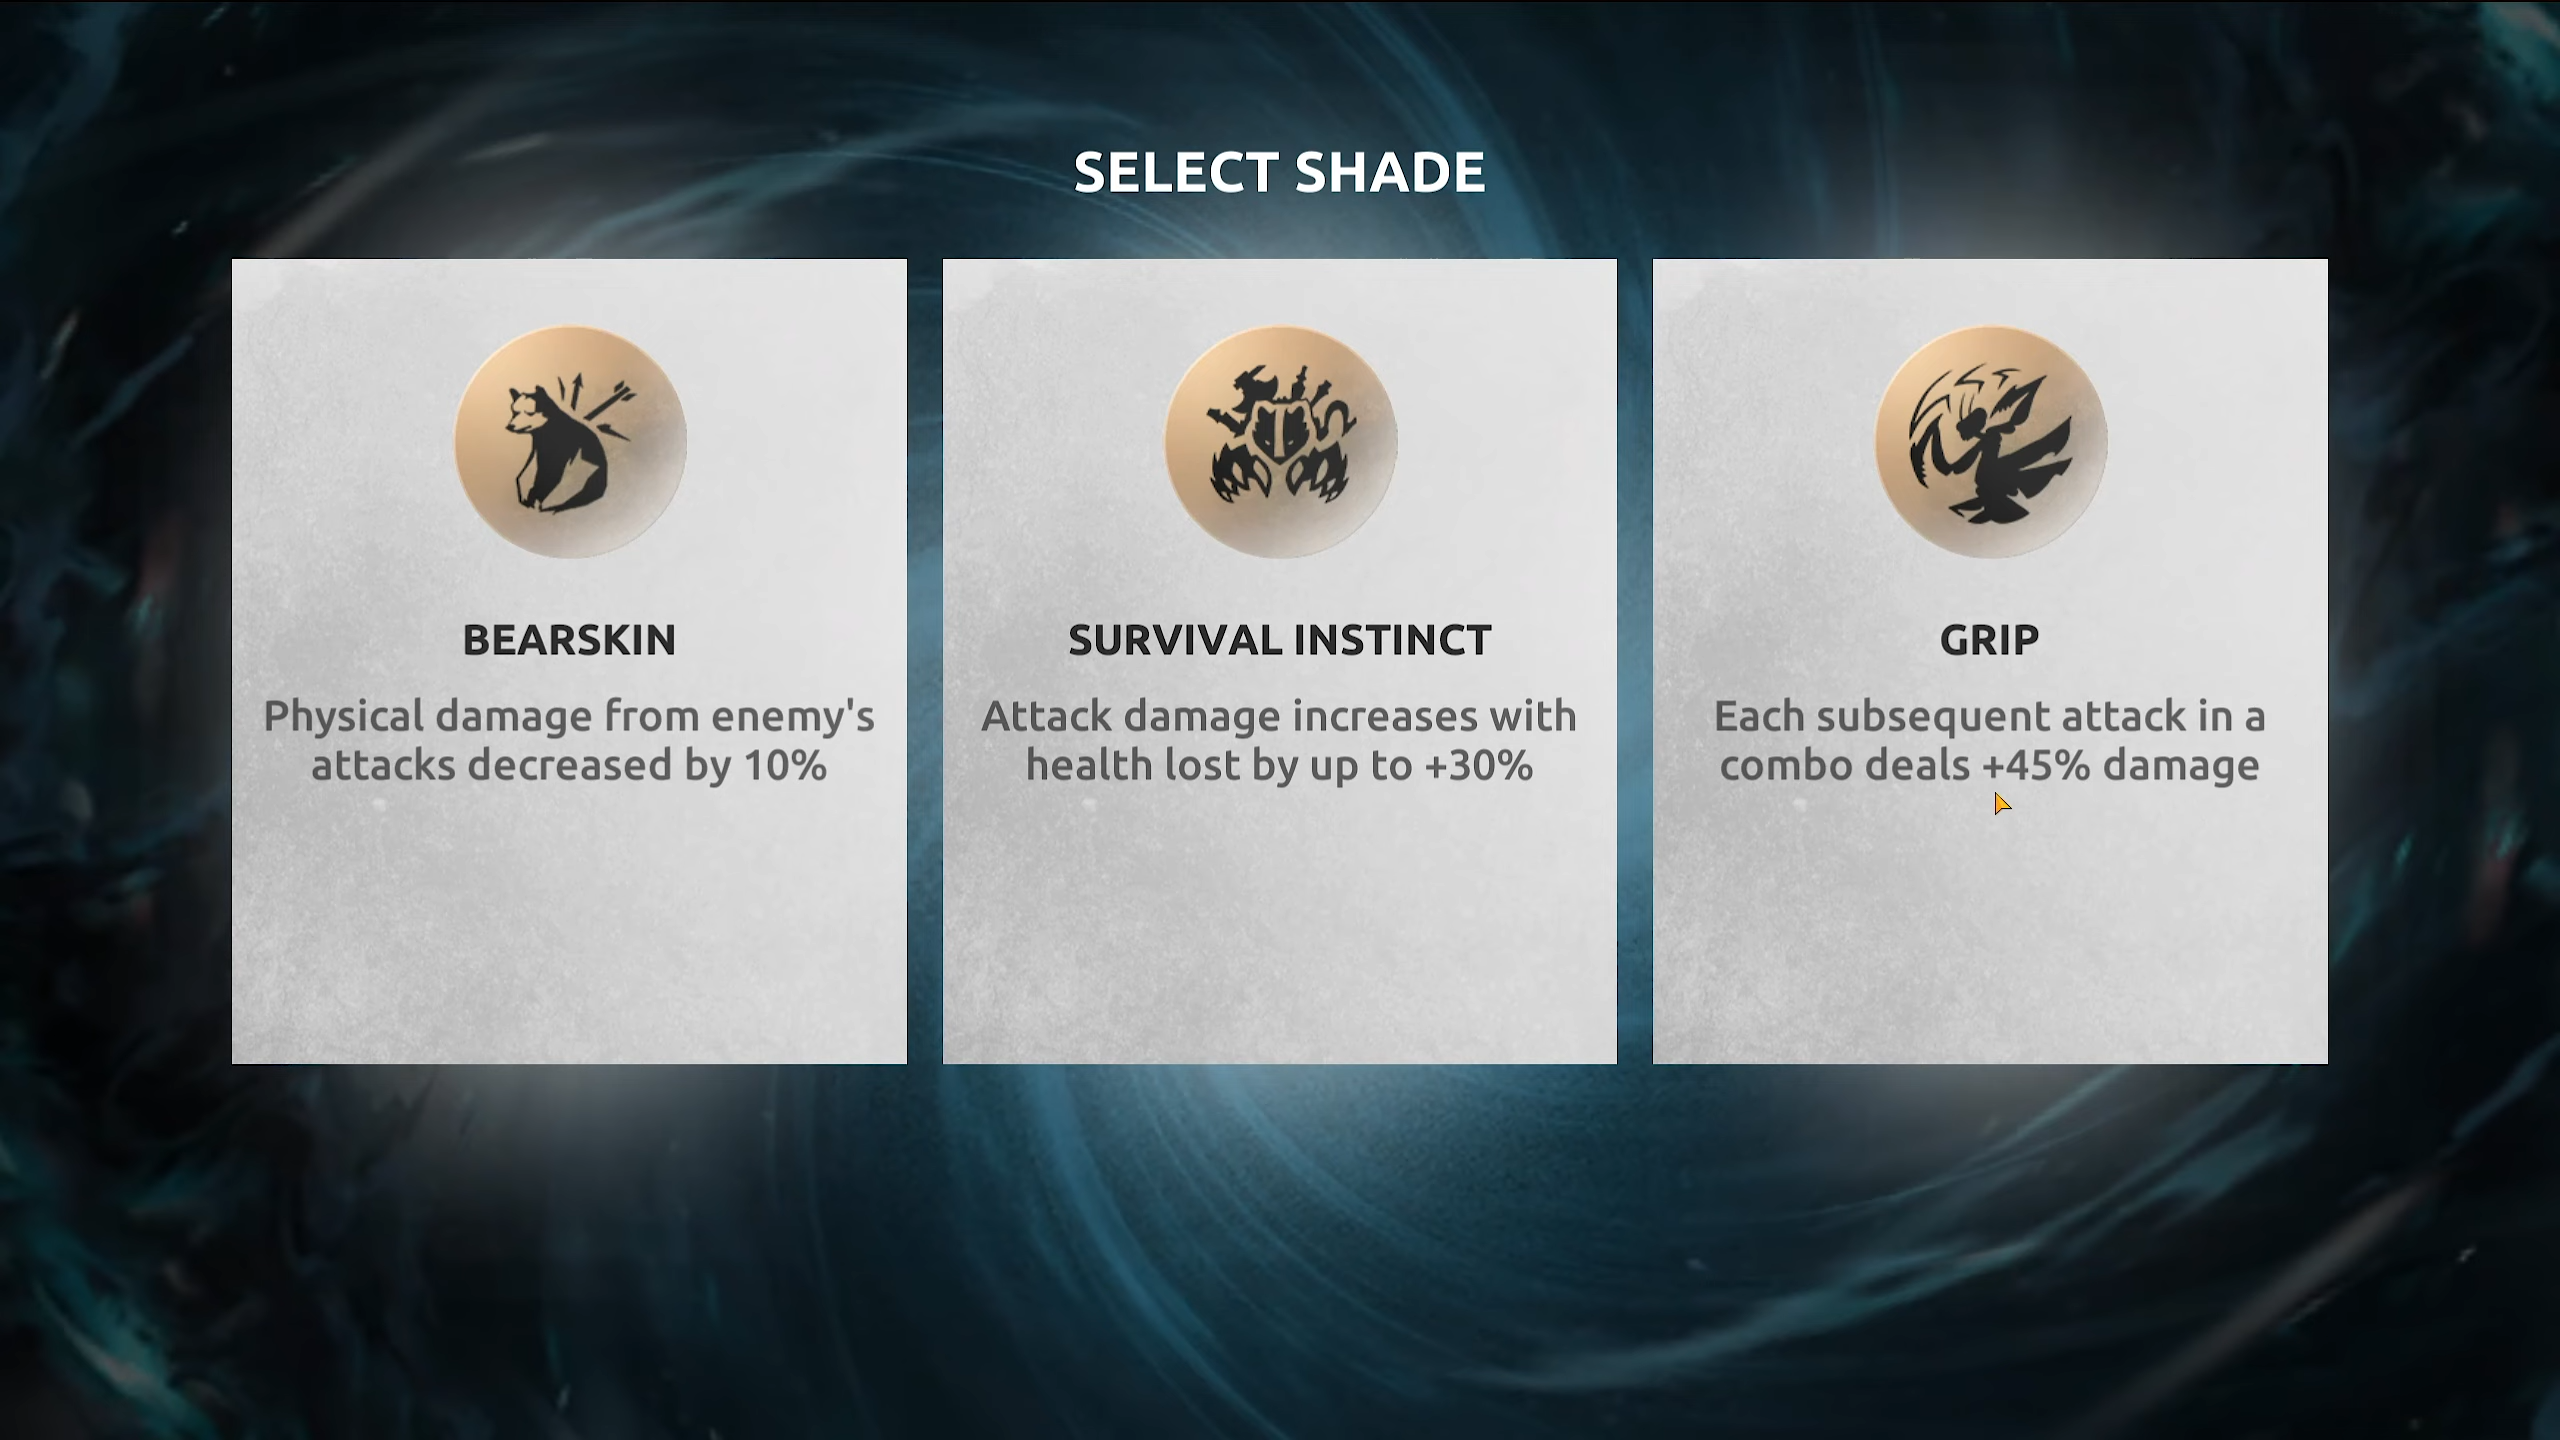 SELECT SHADE
BEARSKIN
Physical damage from enemy's
attacks decreased by 10%
SURVIVAL INSTINCT
Attack damage increases with
health lost by up to +30%
GRIP
Each subsequent attack in a
combo deals +45% damage